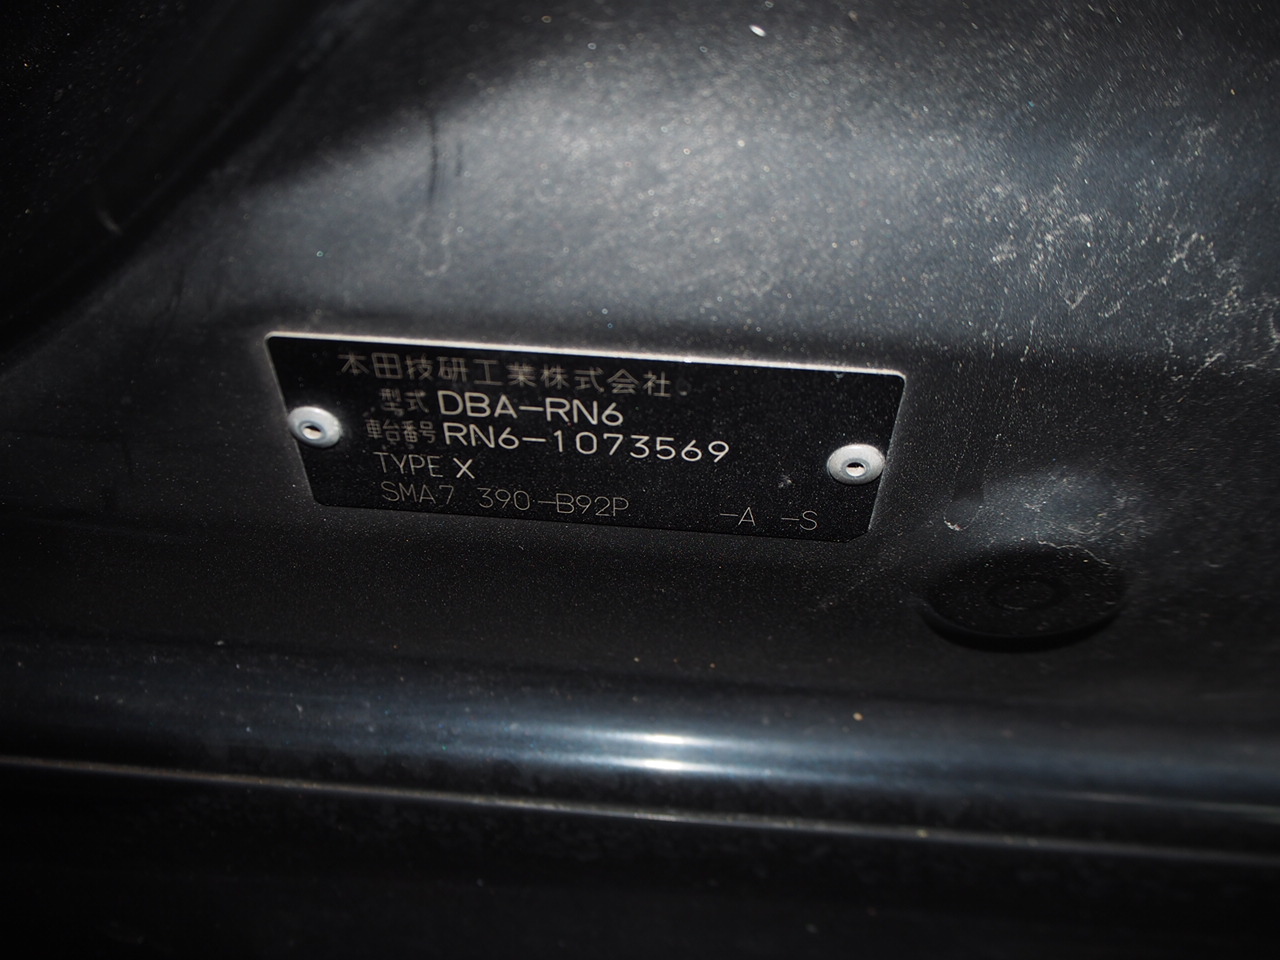 本田技研工業株式会社
型式 DBA-RN6
車台番号 RN6-1073569
TYPE X
SMA7 390-B92P -A -S